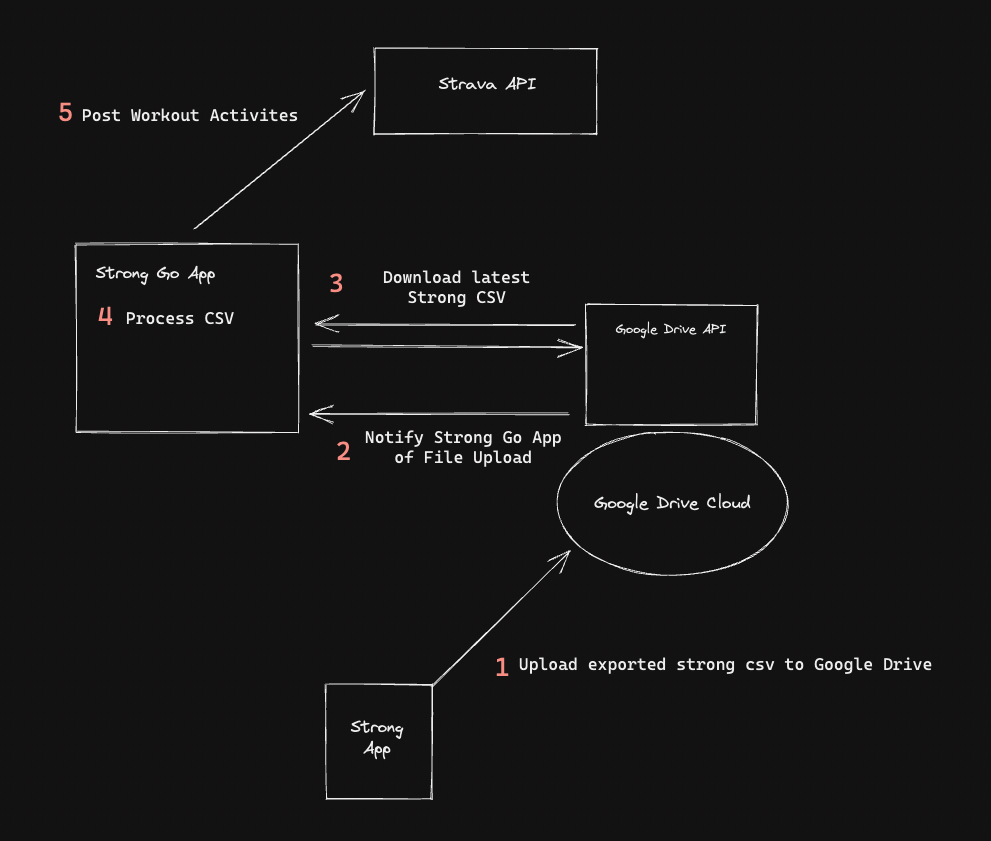 Strava API
5 Post Workout Activites
Strong Go App
4 Process CSV
3 Download latest
Strong CSV
Google Drive API
2 Notify Strong Go App
of File Upload
Google Drive Cloud
1 Upload exported strong csv to Google Drive
Strong
App